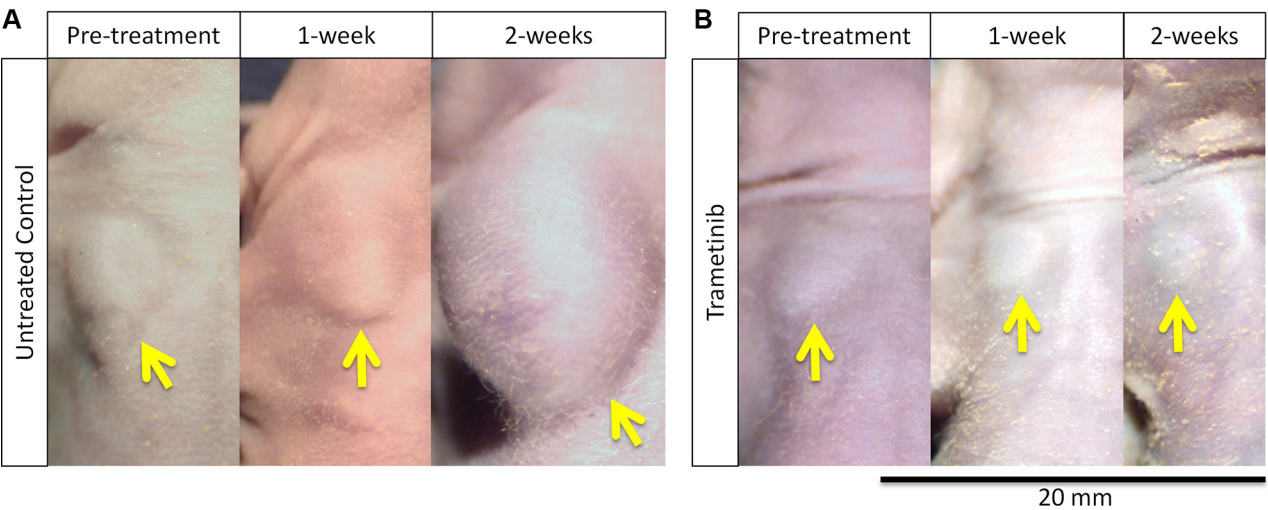 A
Pre-treatment
1-week
2-weeks
Untreated Control
B
Pre-treatment
1-week
2-weeks
Trametinib
20 mm